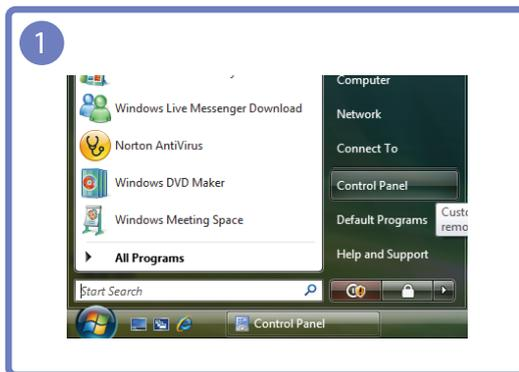 1
Windows Live Messenger Download
Norton AntiVirus
Windows DVD Maker
Windows Meeting Space
All Programs
Start Search
Computer
Network
Connect To
Control Panel
Default Programs
Help and Support
Control Panel